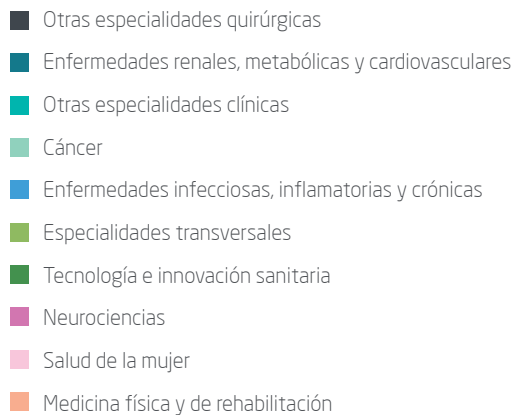 Otras especialidades quirúrgicas
Enfermedades renales, metabólicas y cardiovasculares
Otras especialidades clínicas
Cáncer
Enfermedades infecciosas, inflamatorias y crónicas
Especialidades transversales
Tecnología e innovación sanitaria
Neurociencias
Salud de la mujer
Medicina física y de rehabilitación